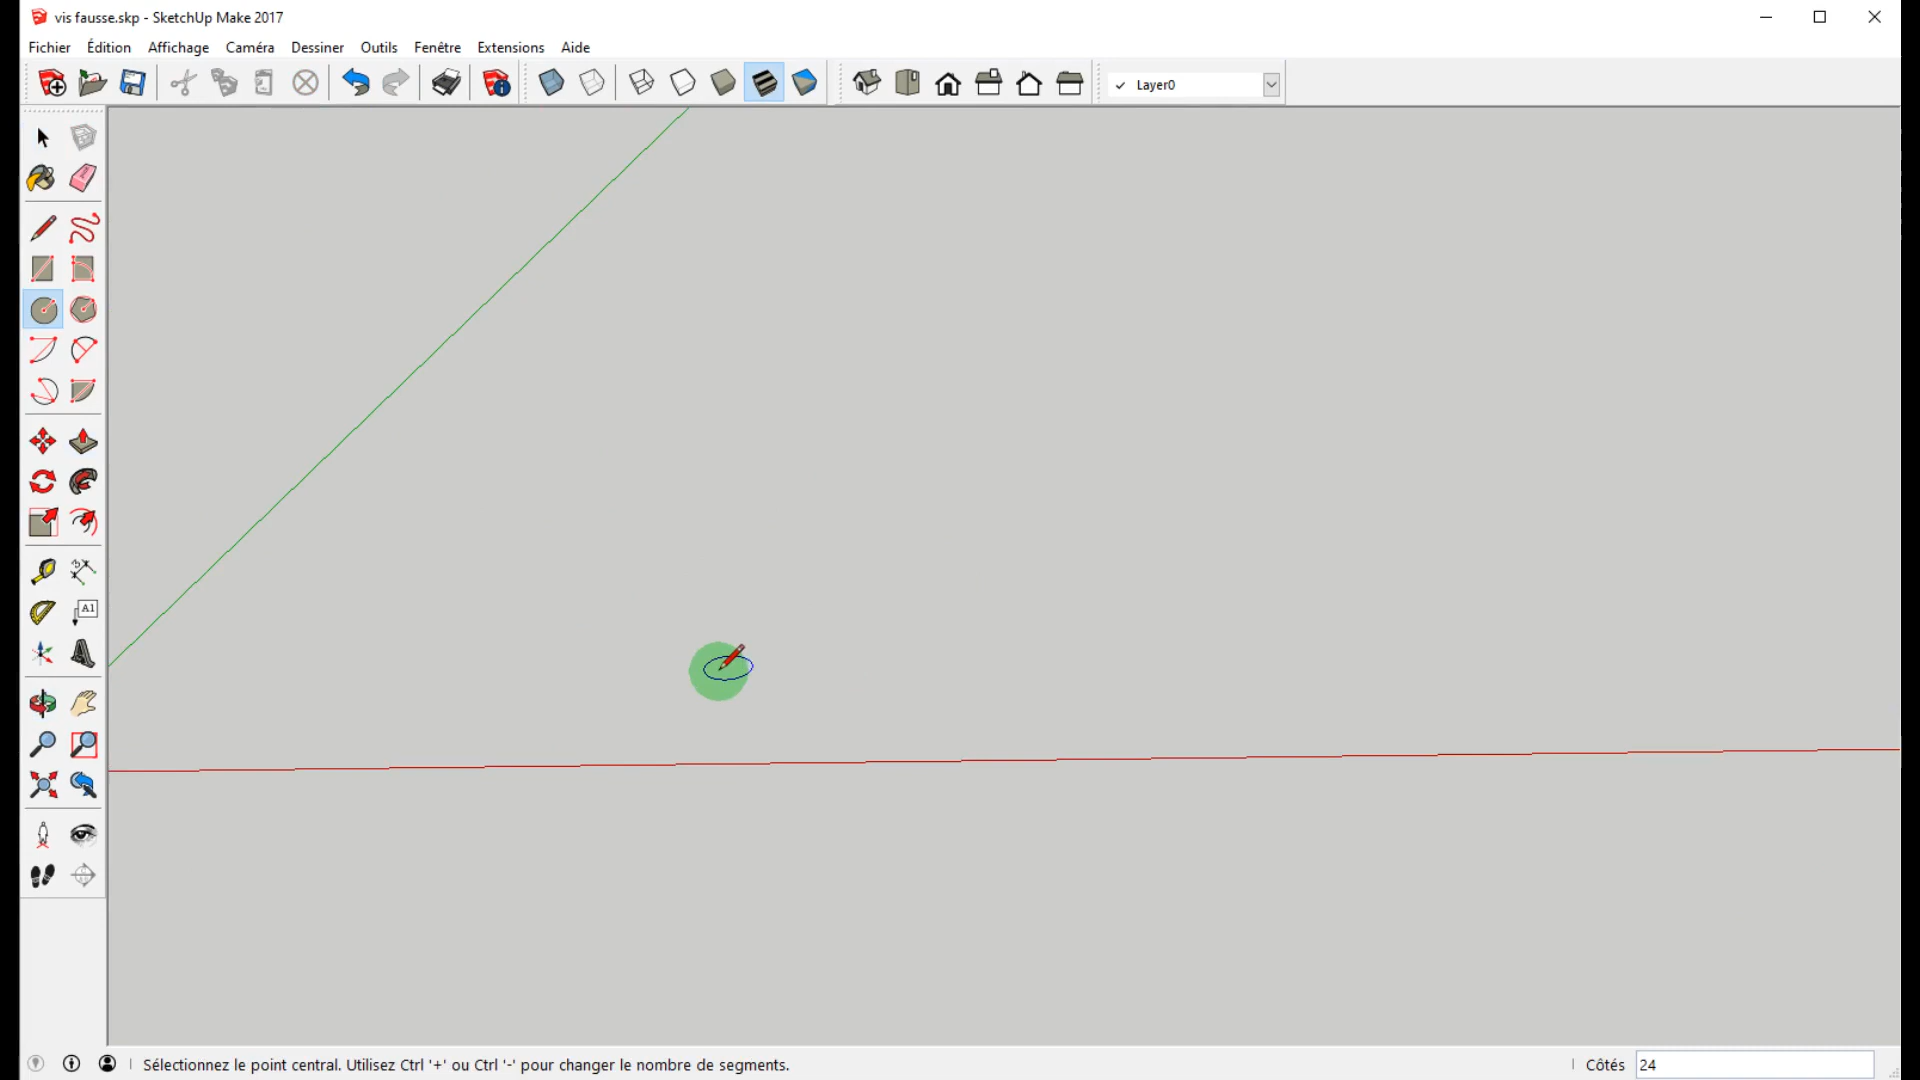 vis fausse.skp - SketchUp Make 2017
Fichier Édition Affichage Caméra Dessiner Outils Fenêtre Extensions Aide
Layer0
A1
Sélectionnez le point central. Utilisez Ctrl '+' ou Ctrl '-' pour changer le nombre de segments.
Côtés 24